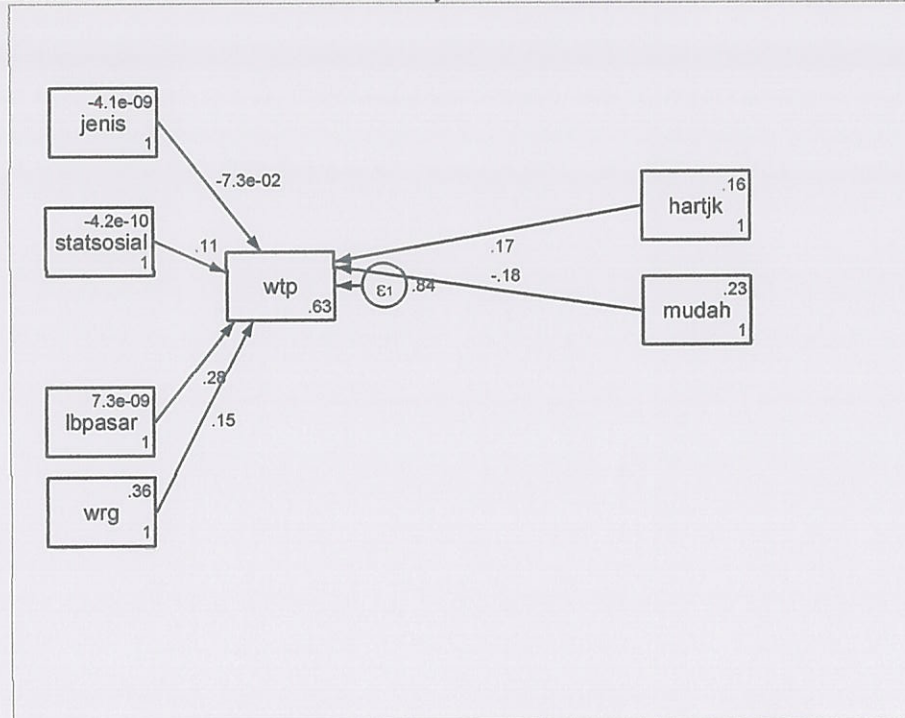 -4.1e-09
jenis
1
-7.3e-02
-4.2e-10
statsosial
1
.11
wtp
.63
ε1
.84
.16
hartjk
1
.17
-.18
.23
mudah
1
7.3e-09
lbpasar
1
.28
.15
.36
wrg
1